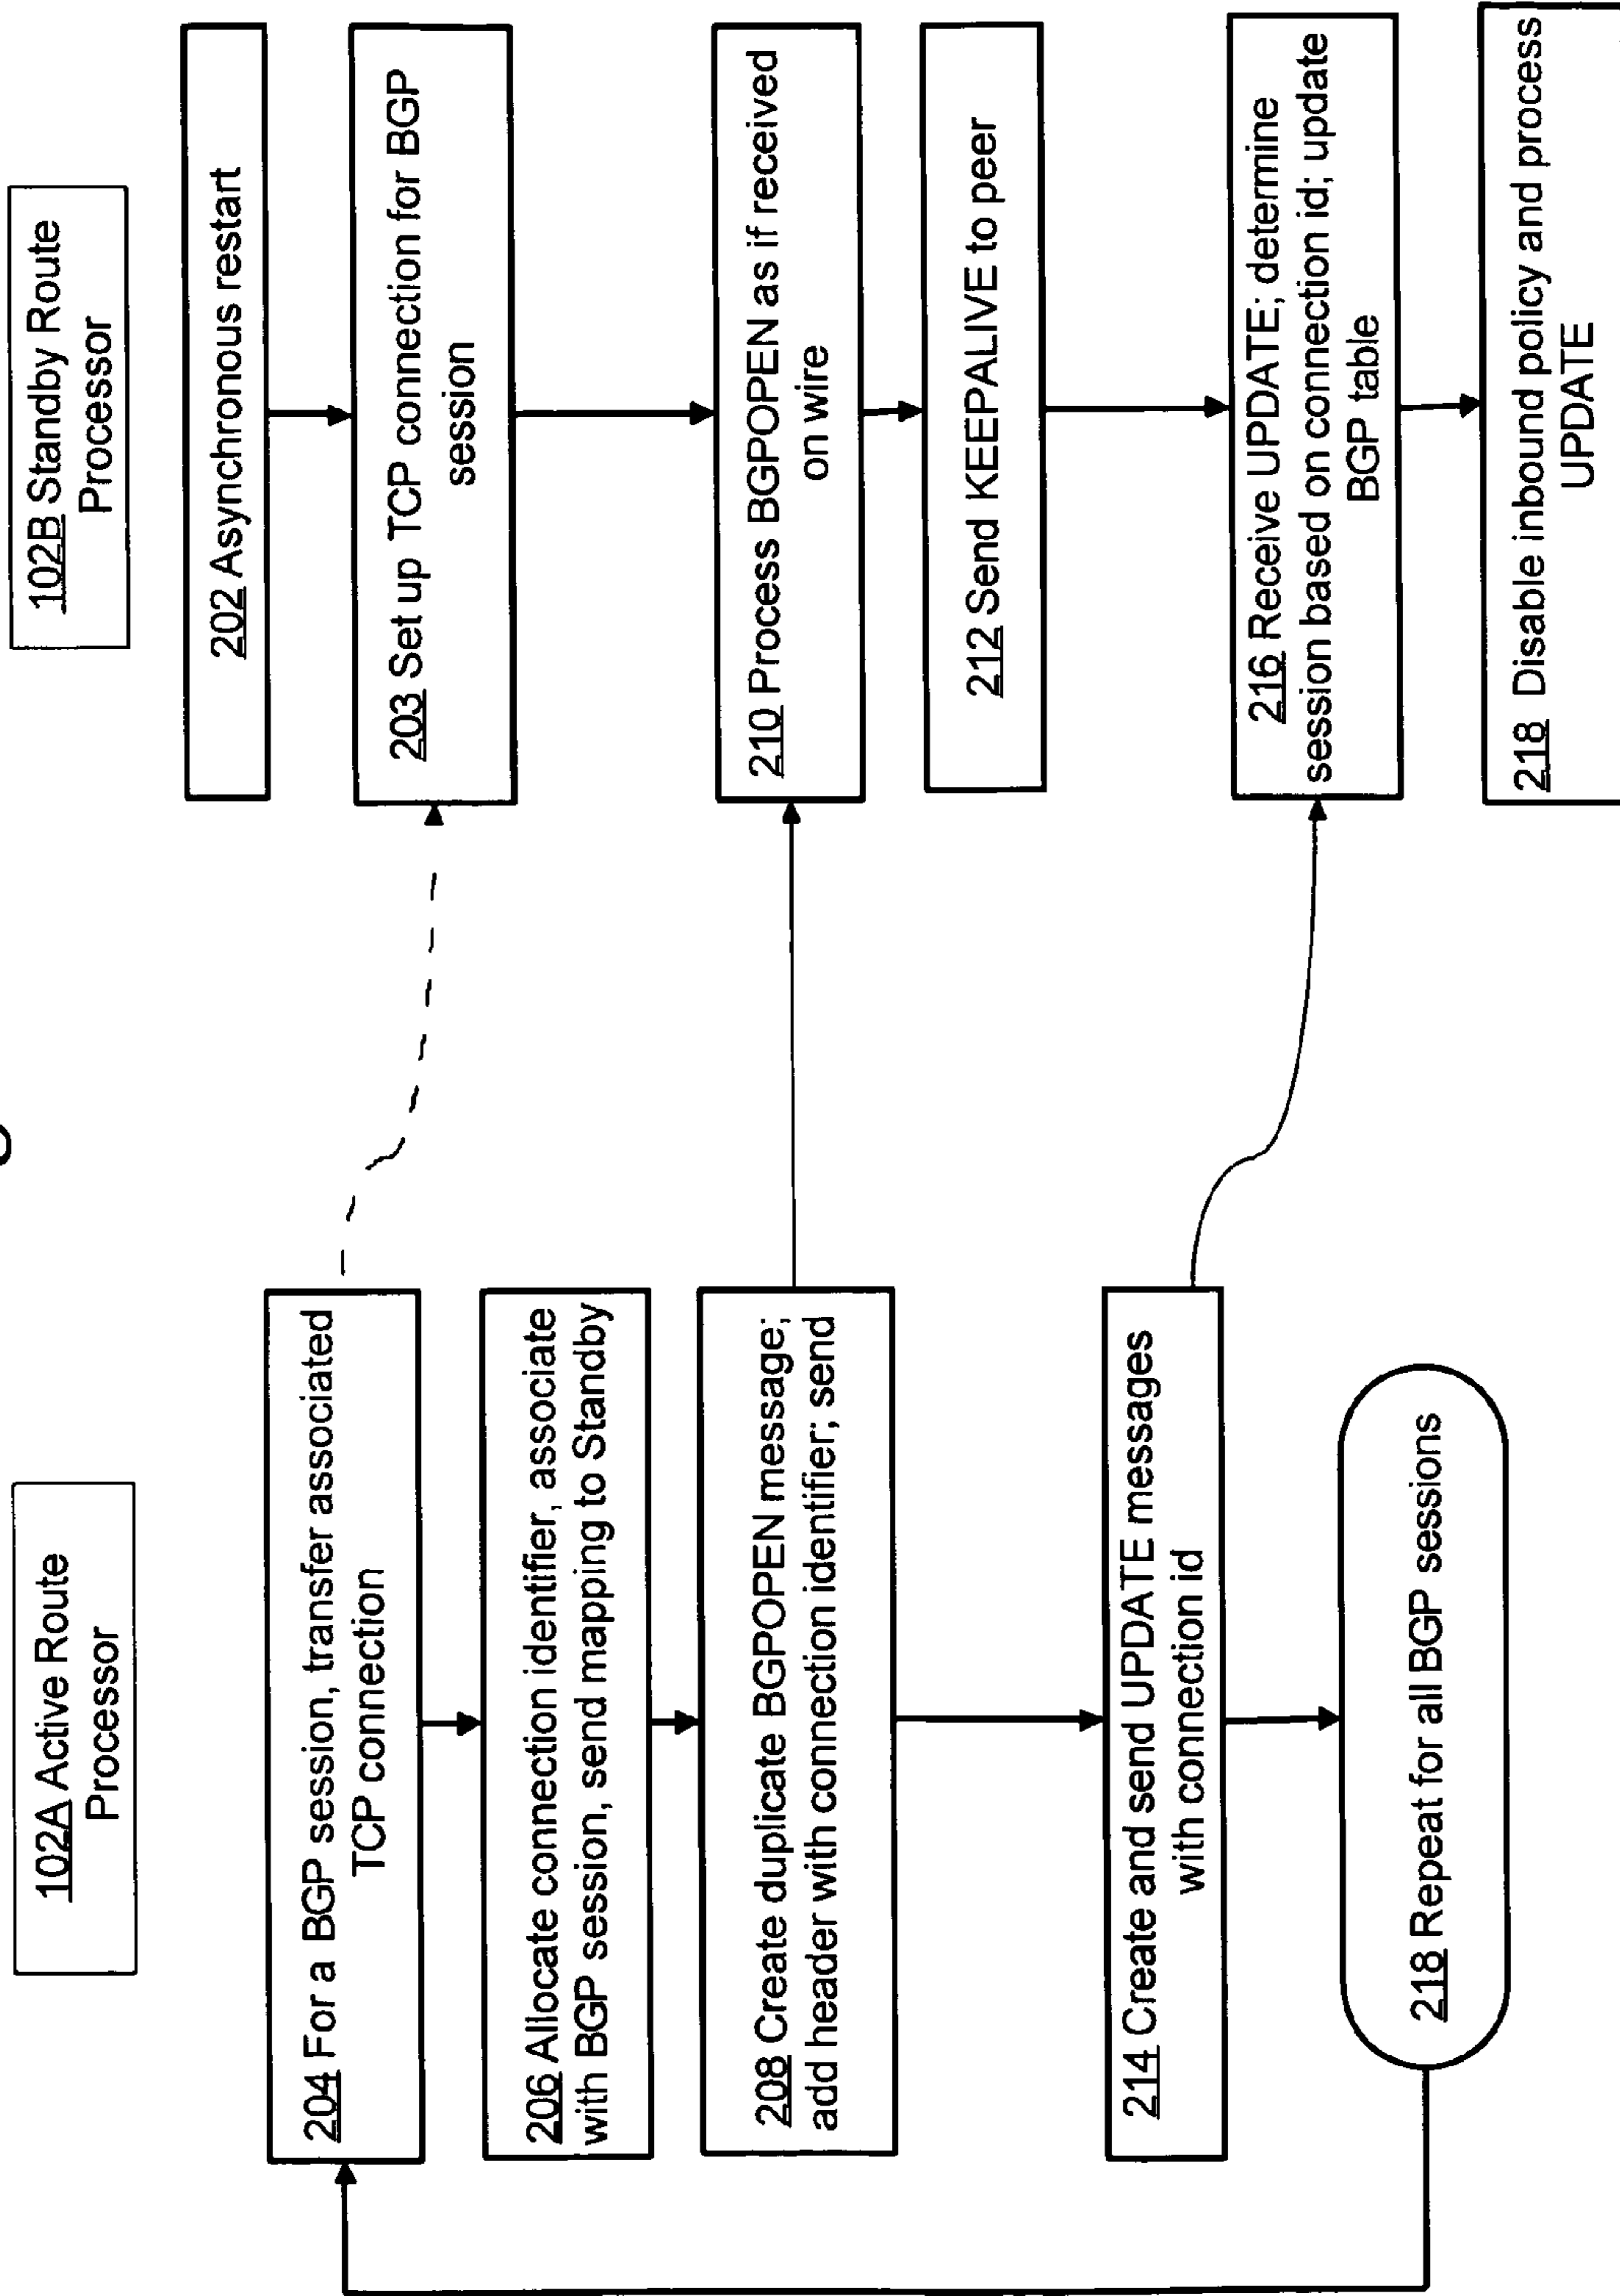 102A Active Route
Processor
204 For a BGP session, transfer associated
TCP connection
206 Allocate connection identifier, associate
with BGP session, send mapping to Standby
208 Create duplicate BGPOPEN message;
add header with connection identifier; send
214 Create and send UPDATE messages
with connection id
218 Repeat for all BGP sessions
102B Standby Route
Processor
202 Asynchronous restart
203 Set up TCP connection for BGP
session
210 Process BGPOPEN as if received
on wire
212 Send KEEPALIVE to peer
216 Receive UPDATE; determine
session based on connection id; update
BGP table
218 Disable inbound policy and process
UPDATE